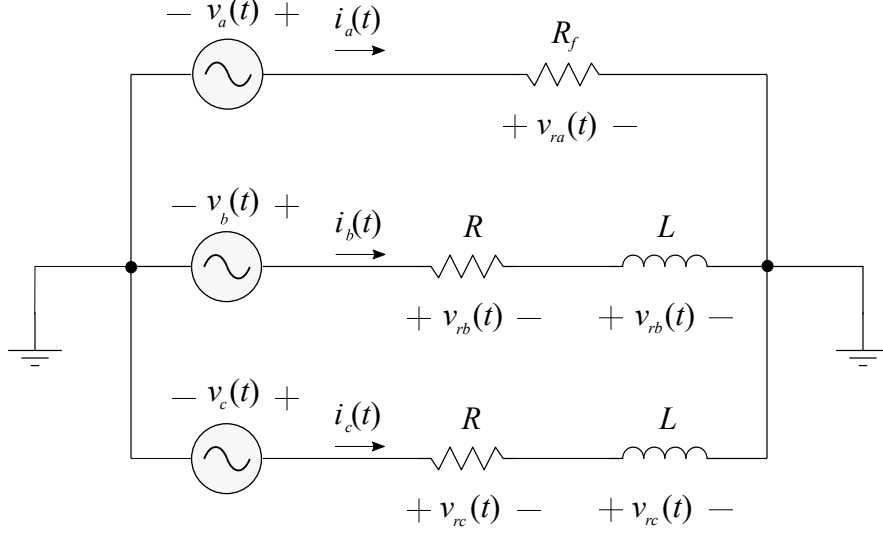 − v_a(t) + i_a(t) R_f
+ v_ra(t) −
− v_b(t) + i_b(t) R L
+ v_rb(t) − + v_rb(t) −
− v_c(t) + i_c(t) R L
+ v_rc(t) − + v_rc(t) −